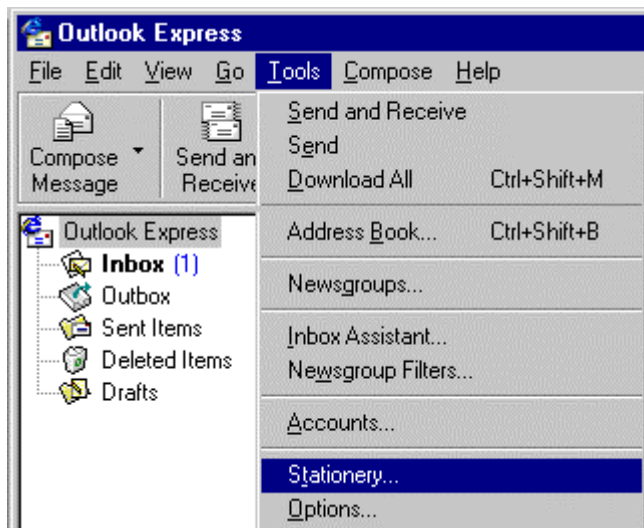 Outlook Express
File Edit View Go Tools Compose Help
Compose Message
Send an
Receive
Send and Receive
Send
Download All Ctrl+Shift+M
Address Book... Ctrl+Shift+B
Newsgroups...
Inbox Assistant...
Newsgroup Filters...
Accounts...
Stationery...
Options...
Outlook Express
Inbox (1)
Outbox
Sent Items
Deleted Items
Drafts